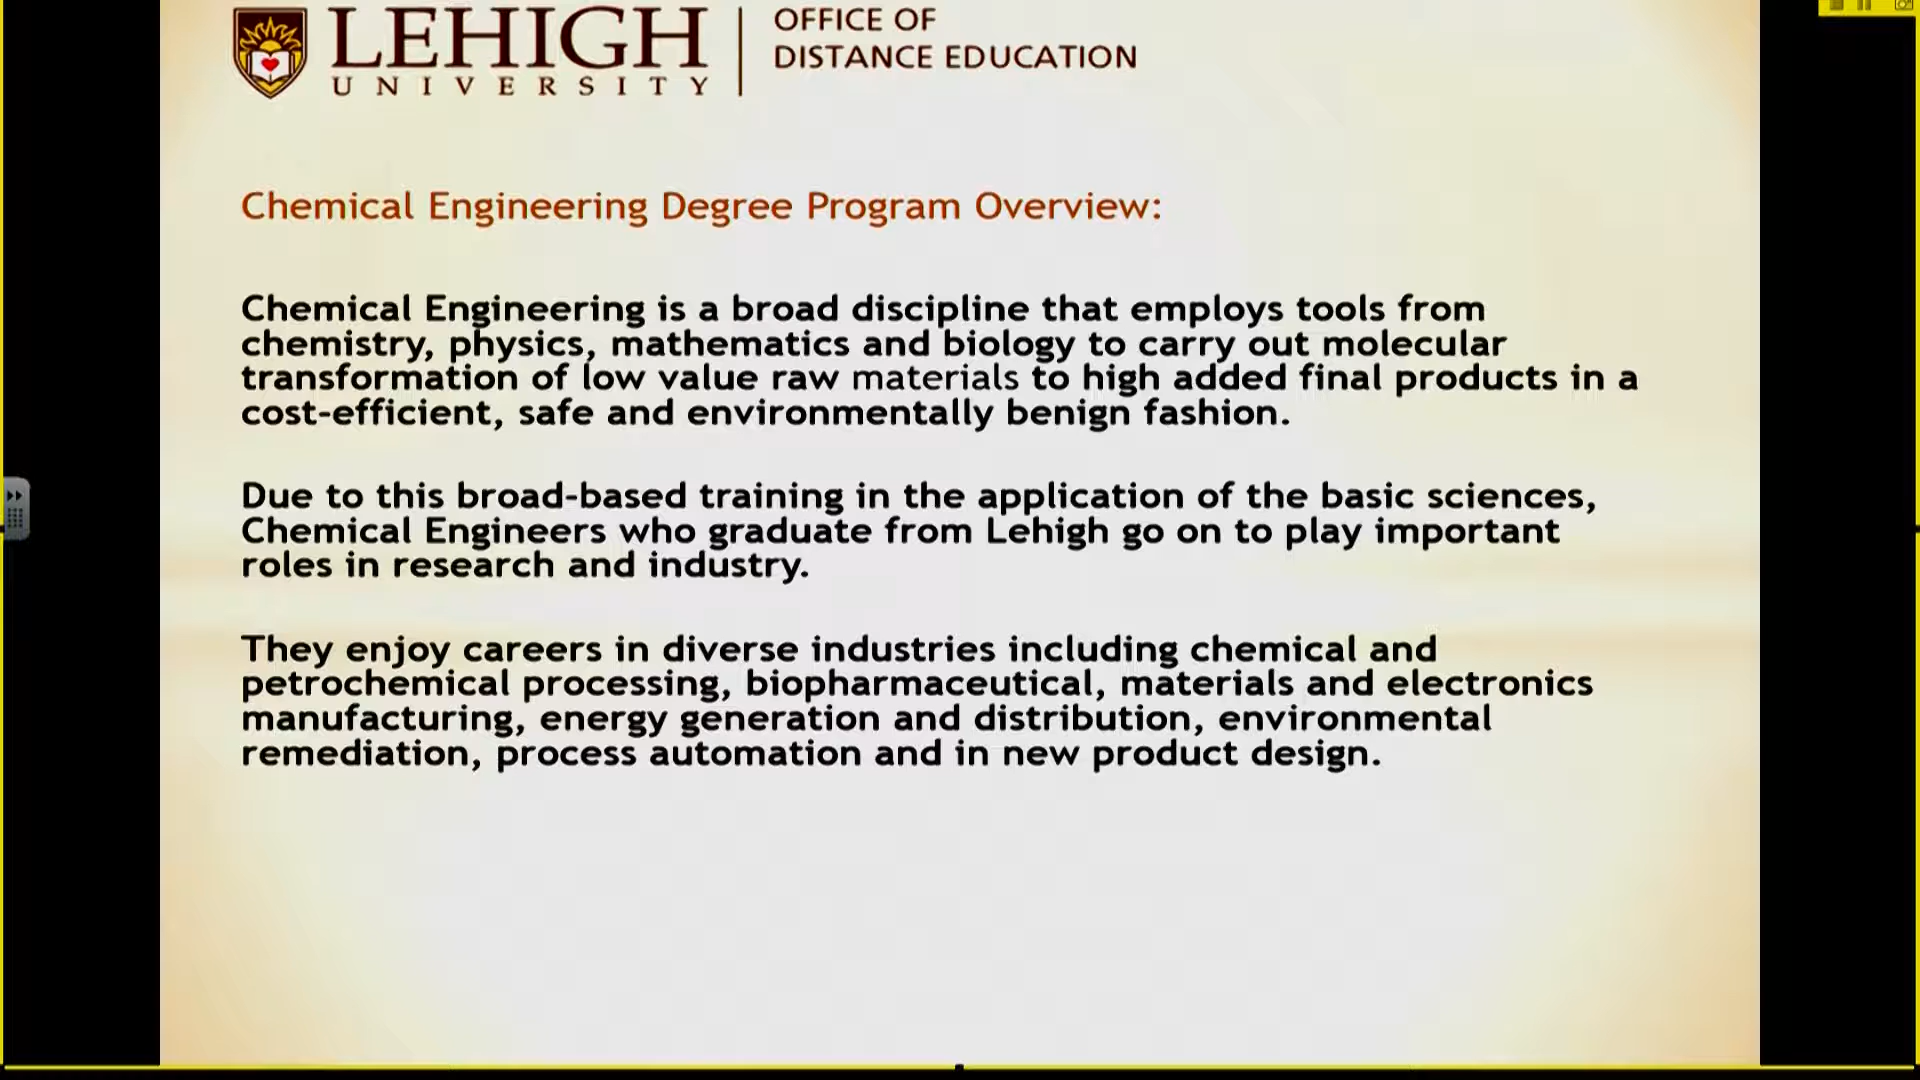 LEHIGH
UNIVERSITY
OFFICE OF
DISTANCE EDUCATION
Chemical Engineering Degree Program Overview:
Chemical Engineering is a broad discipline that employs tools from
chemistry, physics, mathematics and biology to carry out molecular
transformation of low value raw materials to high added final products in a
cost-efficient, safe and environmentally benign fashion.
Due to this broad-based training in the application of the basic sciences,
Chemical Engineers who graduate from Lehigh go on to play important
roles in research and industry.
They enjoy careers in diverse industries including chemical and
petrochemical processing, biopharmaceutical, materials and electronics
manufacturing, energy generation and distribution, environmental
remediation, process automation and in new product design.